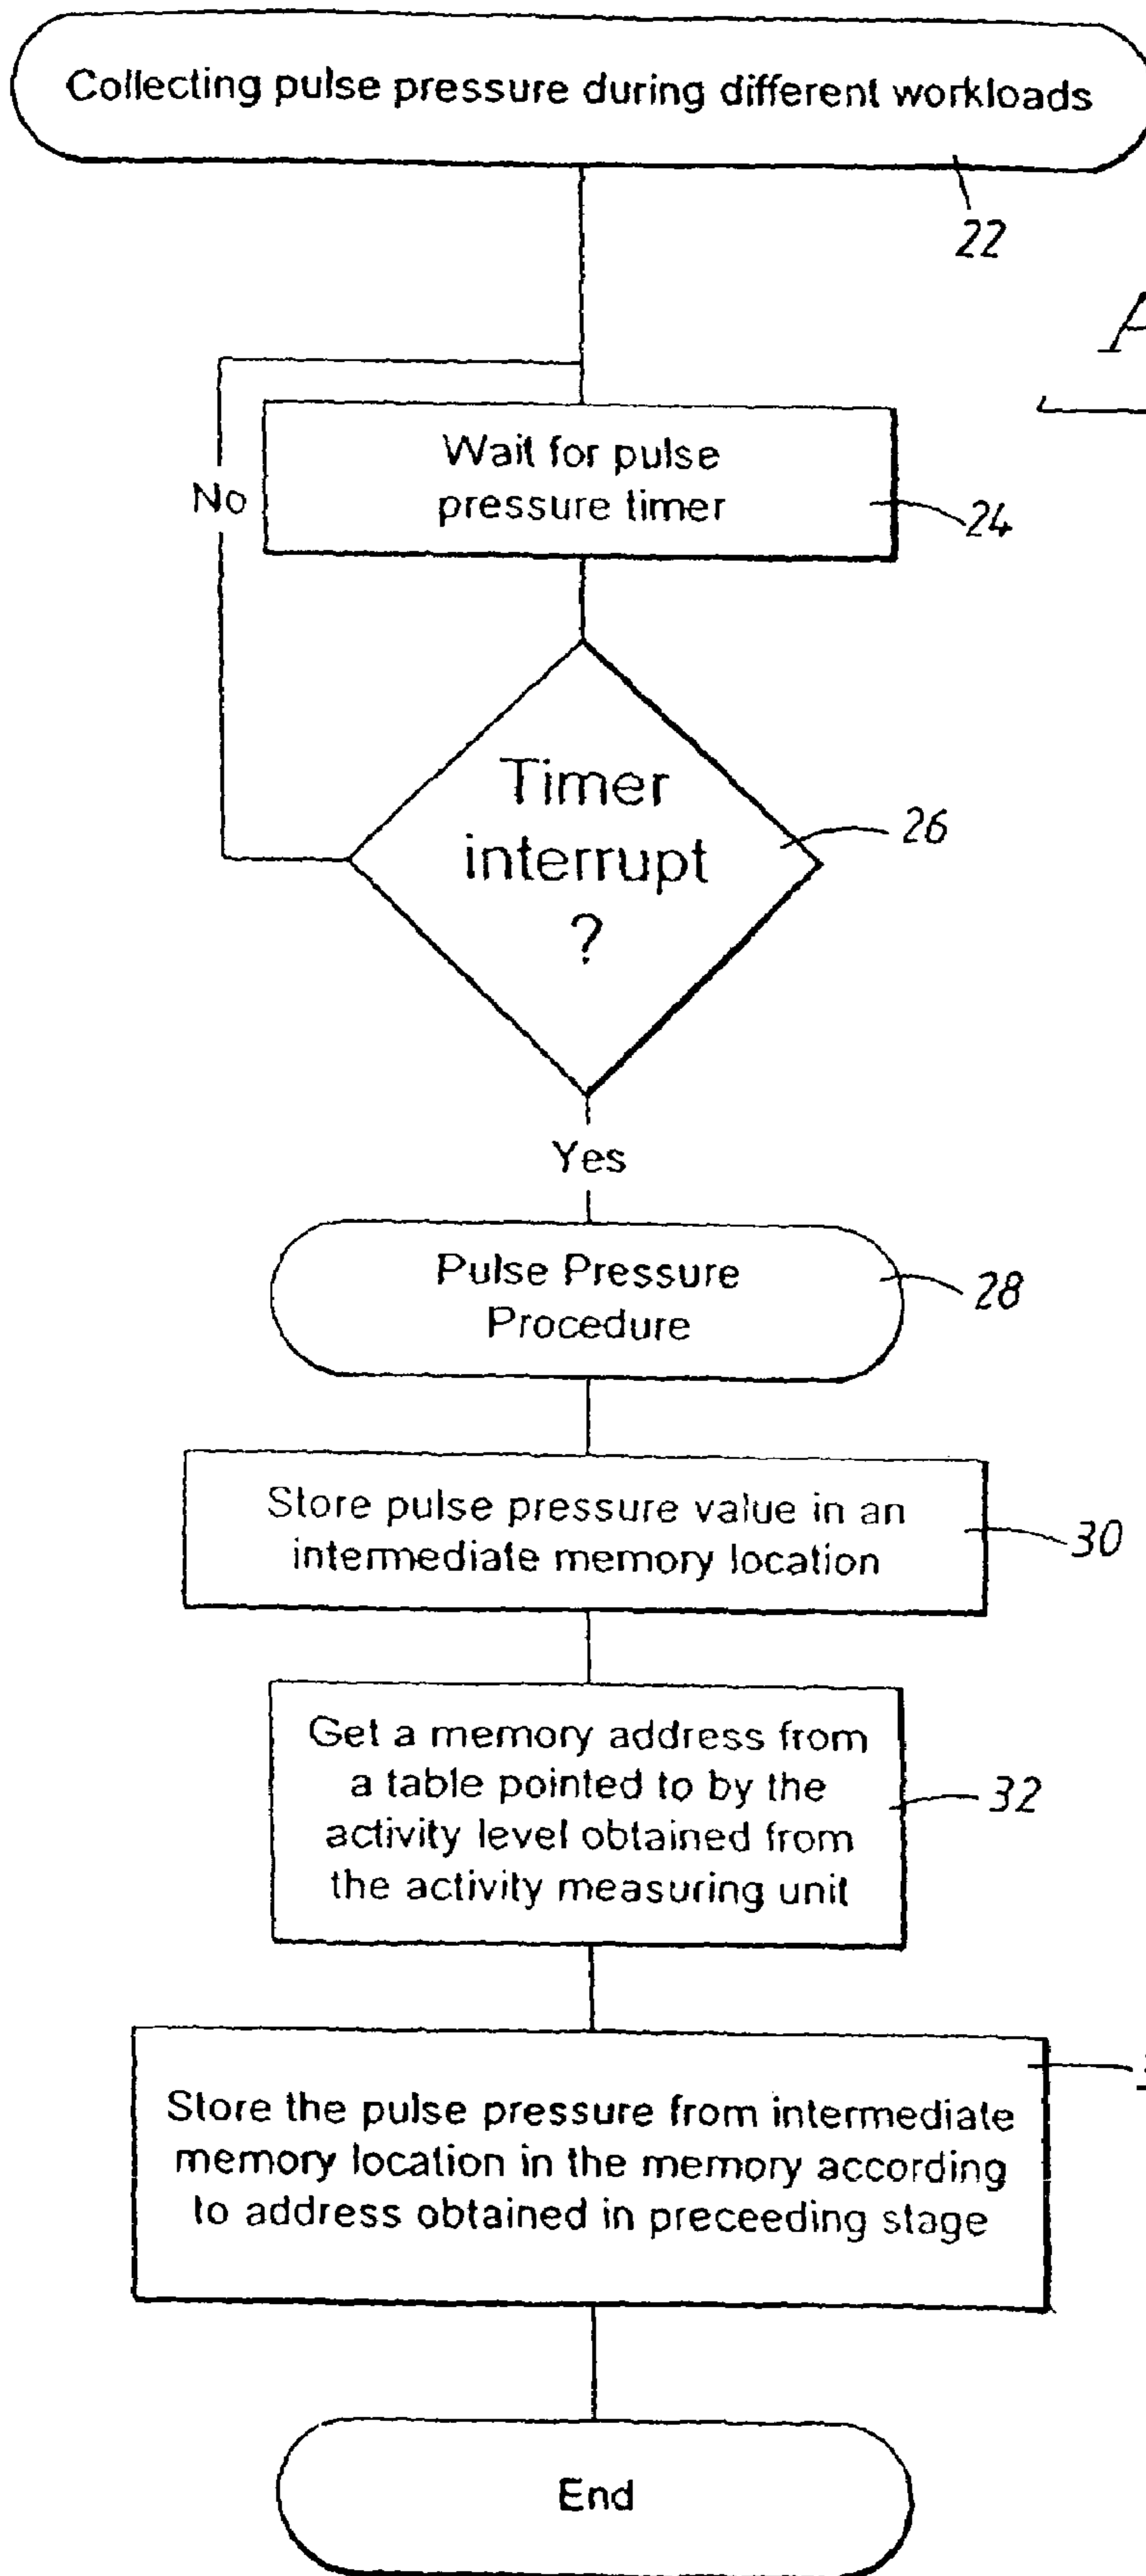 Collecting pulse pressure during different workloads
22
Wait for pulse
pressure timer
24
No
Timer
interrupt
?
26
Yes
Pulse Pressure
Procedure
28
Store pulse pressure value in an
intermediate memory location
30
Get a memory address from
a table pointed to by the
activity level obtained from
the activity measuring unit
32
Store the pulse pressure from intermediate
memory location in the memory according
to address obtained in preceeding stage
End